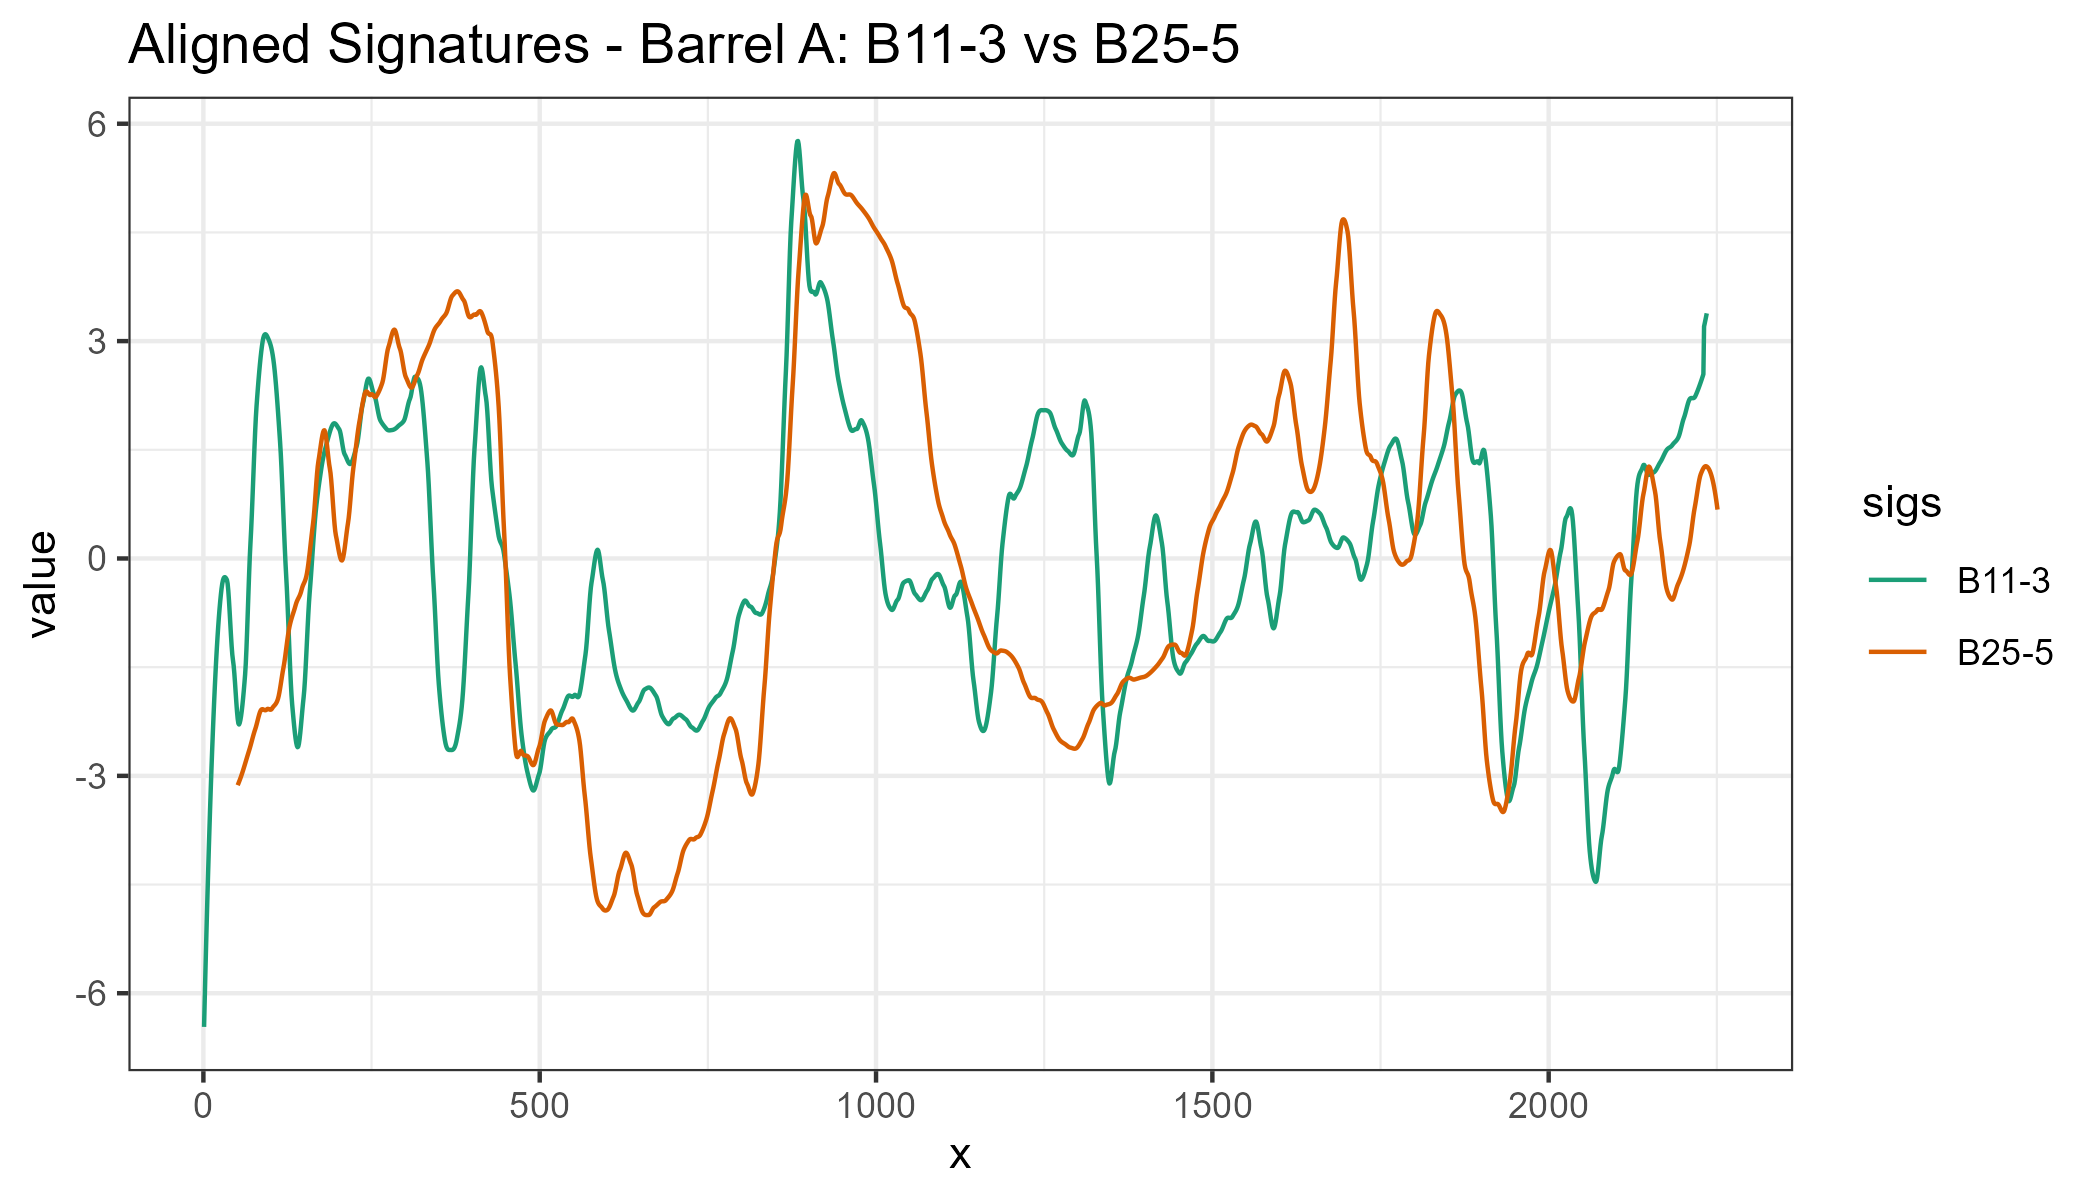 Aligned Signatures - Barrel A: B11-3 vs B25-5
6
3
0
-3
-6
value
0 500 1000 1500 2000
x
sigs
B11-3
B25-5